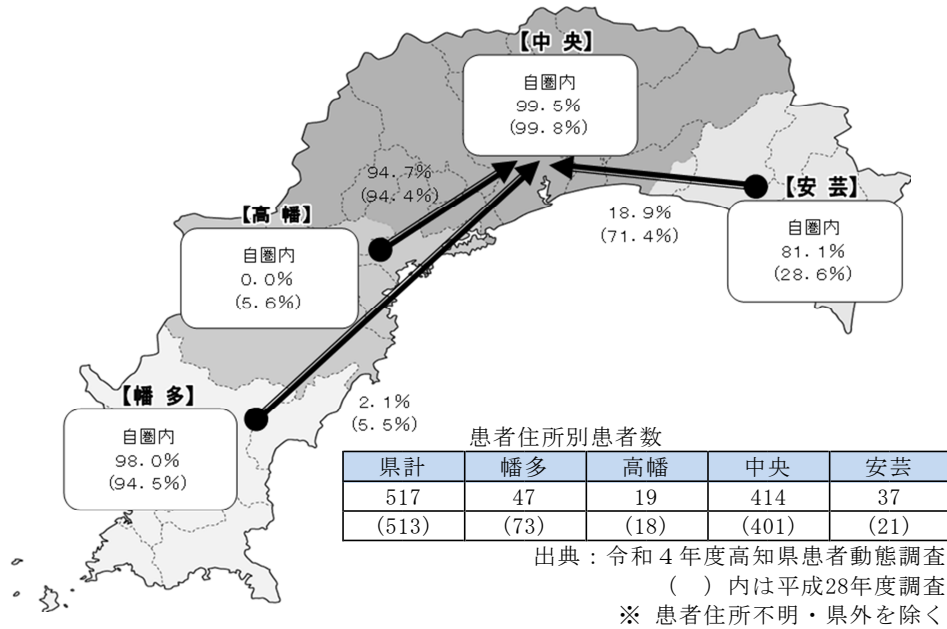 【中 央】
自圏内
99.5%
(99.8%)
94.7%
(94.4%)
【高 幡】
自圏内
0.0%
(5.6%)
18.9%
(71.4%)
【安 芸】
自圏内
81.1%
(28.6%)
【幡 多】
自圏内
98.0%
(94.5%)
2.1%
(5.5%)
患者住所別患者数
県計 幡多 高幡 中央 安芸
517 47 19 414 37
(513) (73) (18) (401) (21)
出典：令和４年度高知県患者動態調査
（　）内は平成28年度調査
※ 患者住所不明・県外を除く